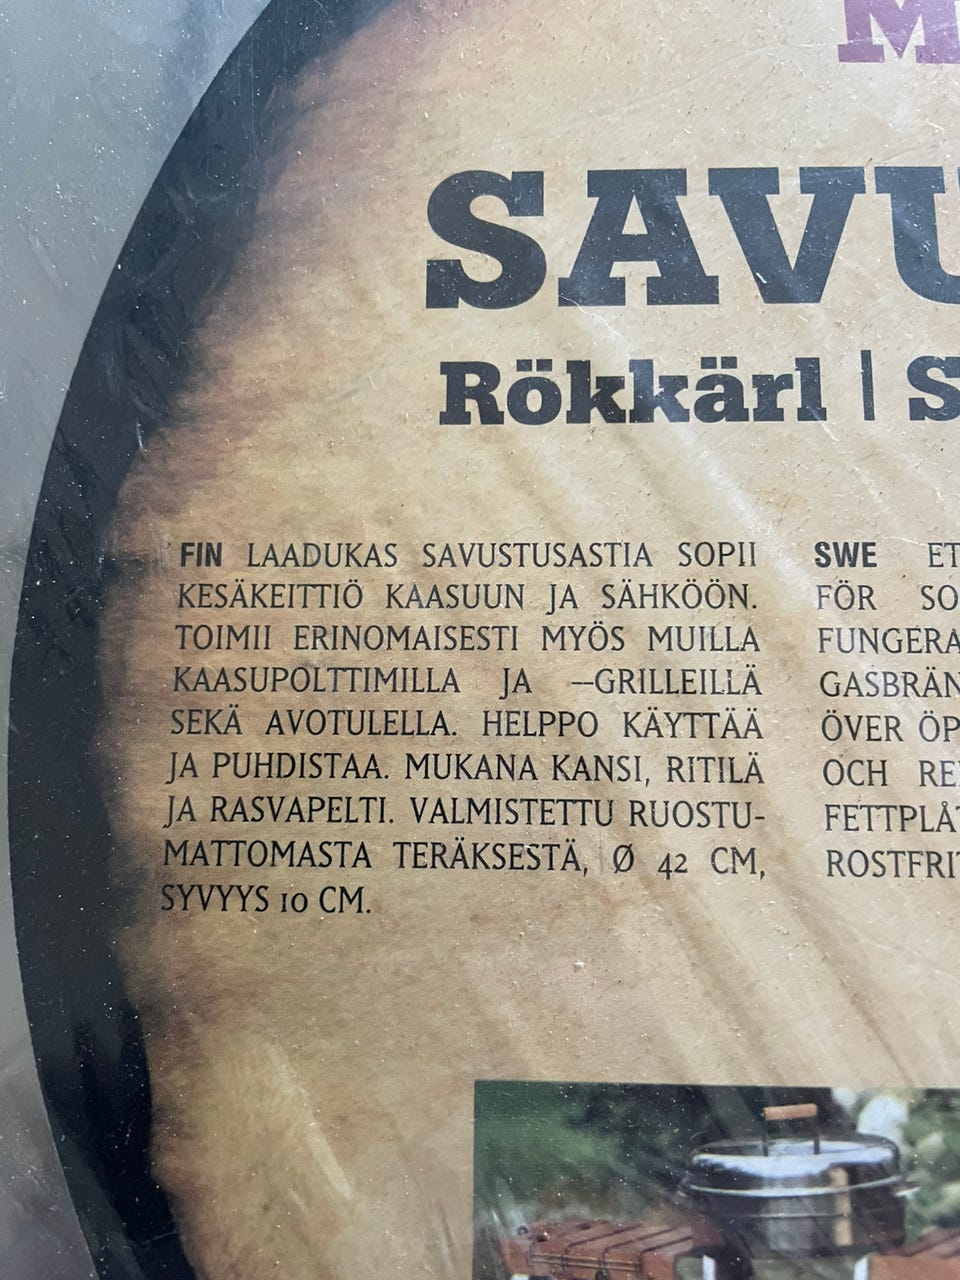 M
SAVU
Rökkärl | S
FIN LAADUKAS SAVUSTUSASTIA SOPII
KESÄKEITTIÖ KAASUUN JA SÄHKÖÖN.
TOIMII ERINOMAISESTI MYÖS MUILLA
KAASUPOLTTIMILLA JA –GRILLEILLÄ
SEKÄ AVOTULELLA. HELPPO KÄYTTÄÄ
JA PUHDISTAA. MUKANA KANSI, RITILÄ
JA RASVAPELTI. VALMISTETTU RUOSTU-
MATTOMASTA TERÄKSESTÄ, Ø 42 CM,
SYVYYS 10 CM.
SWE ET
FÖR SO
FUNGERA
GASBRÄN
ÖVER ÖP
OCH RE
FETTPLÅT
ROSTFRIT